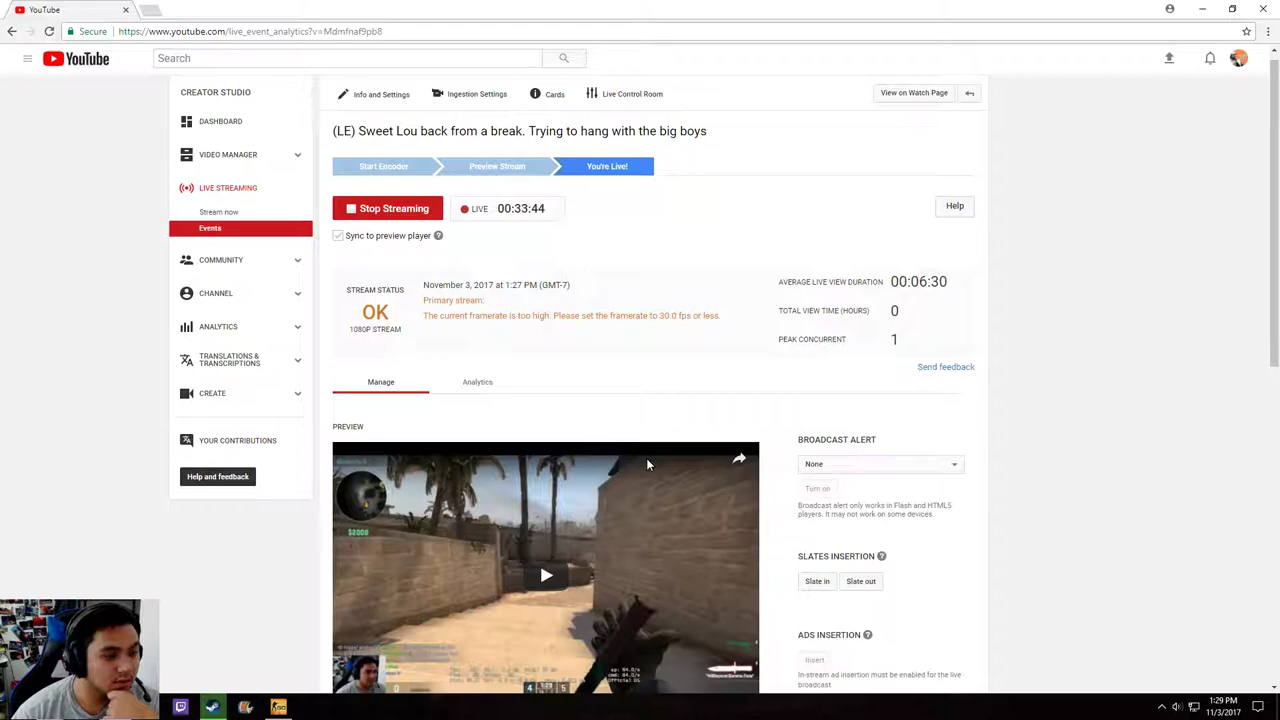 YouTube
Secure
https://www.youtube.com/live_event_analytics?v=Mdmfnaf9pb8
YouTube
Search
CREATOR STUDIO
DASHBOARD
VIDEO MANAGER
LIVE STREAMING
Stream now
Events
COMMUNITY
CHANNEL
ANALYTICS
TRANSLATIONS &
TRANSCRIPTIONS
CREATE
YOUR CONTRIBUTIONS
Help and feedback
Info and Settings
Ingestion Settings
Cards
Live Control Room
View on Watch Page
(LE) Sweet Lou back from a break. Trying to hang with the big boys
Start Encoder
Preview Stream
You're Live!
Stop Streaming
LIVE 00:33:44
Help
Sync to preview player
STREAM STATUS
OK
1080P STREAM
November 3, 2017 at 1:27 PM (GMT-7)
Primary stream:
The current framerate is too high. Please set the framerate to 30.0 fps or less.
AVERAGE LIVE VIEW DURATION 00:06:30
TOTAL VIEW TIME (HOURS) 0
PEAK CONCURRENT 1
Send feedback
Manage
Analytics
PREVIEW
$2000
4 1:29 5
BROADCAST ALERT
None
Turn on
Broadcast alert only works in Flash and HTML5
players. It may not work on some devices.
SLATES INSERTION
Slate in
Slate out
ADS INSERTION
Insert
In-stream ad insertion must be enabled for the live
broadcast.
1:29 PM
11/3/2017